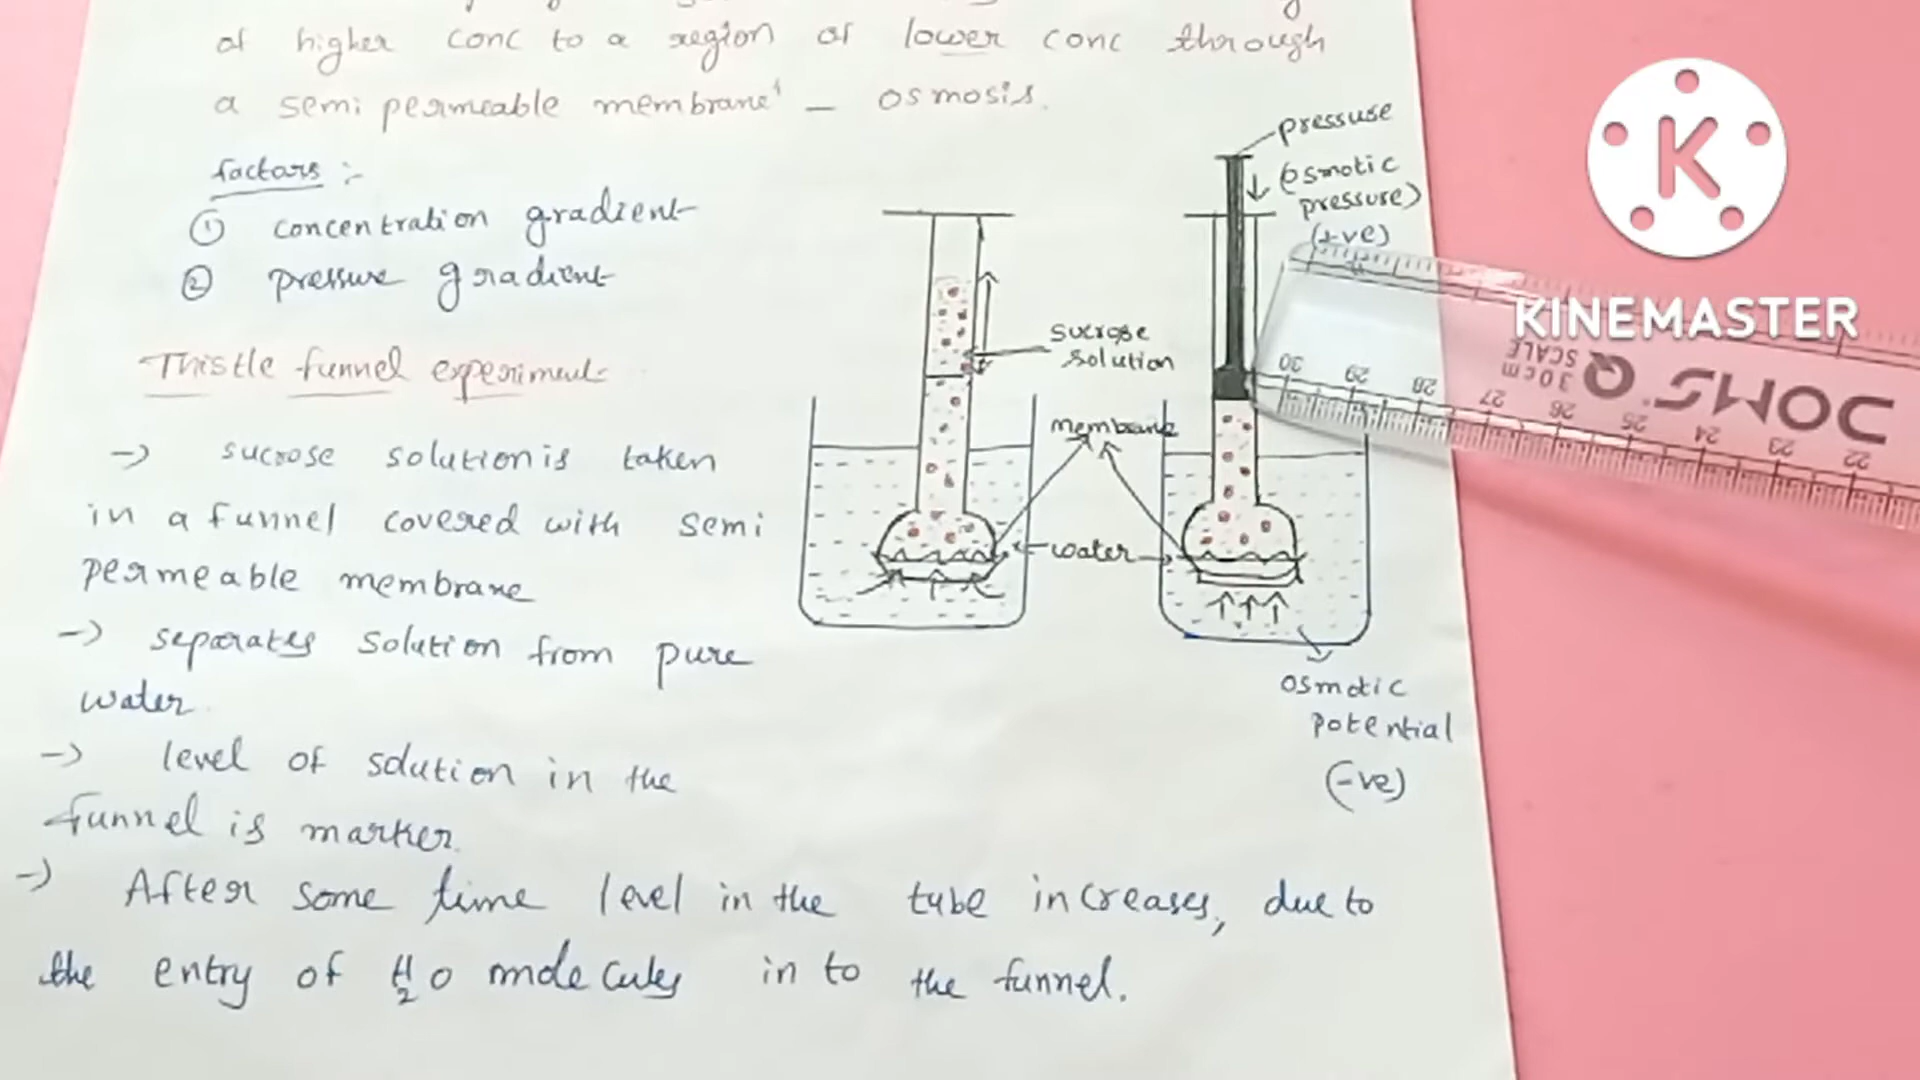 of higher conc to a region of lower conc through
a semi permeable membrane' - osmosis.
factors :-
① concentration gradient
② pressure gradient
Thistle funnel experiment
-> sucrose solution is taken
in a funnel covered with semi
permeable membrane
-> separates solution from pure
water
-> level of solution in the
funnel is marker.
-> After some time level in the tube increases, due to
the entry of H2O molecules in to the funnel.
sucrose
solution
membrane
water
pressuse
(osmotic
pressure)
(+ve)
osmotic
potential
(-ve)
KINEMASTER
DOMS Q
30cm
SCALE
30 29 28 27 26 25 24 23 22